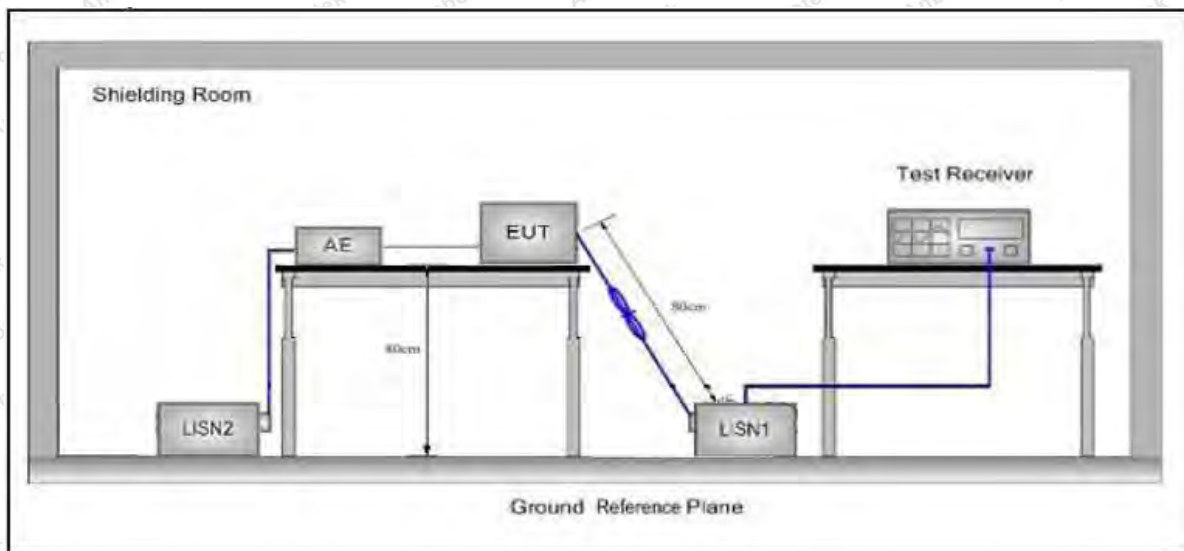 Shielding Room
Test Receiver
AE
EUT
80cm
80cm
LISN2
LISN1
Ground Reference Plane